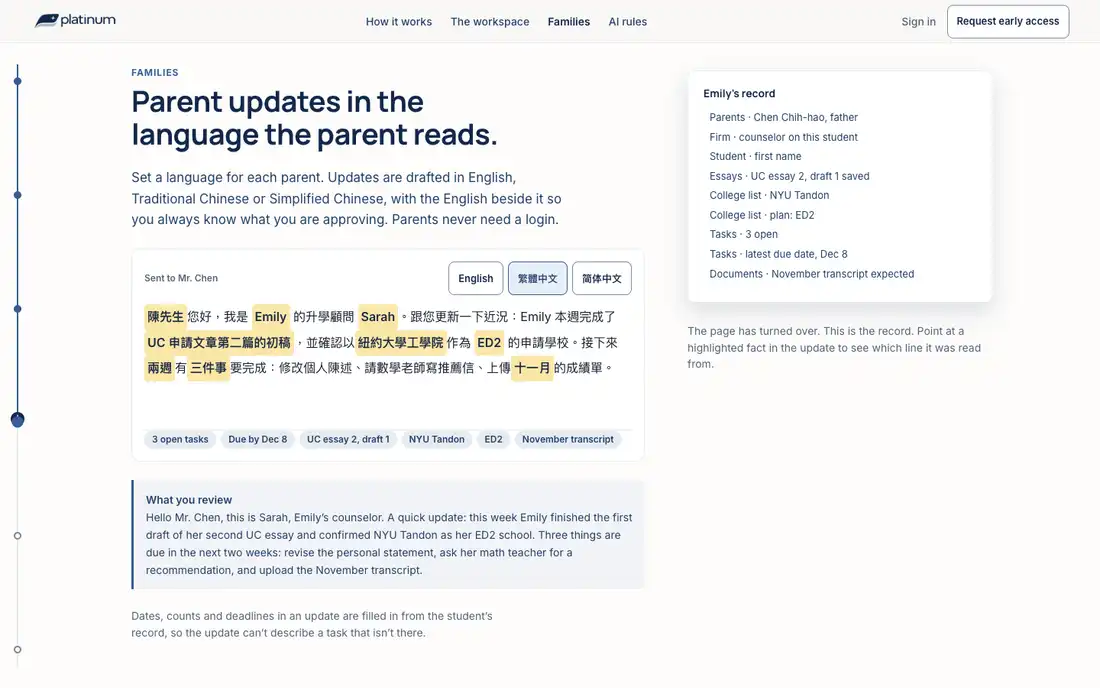 platinum
How it works
The workspace
Families
AI rules
Sign in
Request early access
FAMILIES
Parent updates in the
language the parent reads.
Set a language for each parent. Updates are drafted in English,
Traditional Chinese or Simplified Chinese, with the English beside it so
you always know what you are approving. Parents never need a login.
Sent to Mr. Chen
English
繁體中文
简体中文
陳先生您好，我是 Emily 的升學顧問 Sarah。跟您更新一下近況：Emily 本週完成了
UC 申請文章第二篇的初稿，並確認以紐約大學工學院作為 ED2 的申請學校。接下來
兩週有三件事要完成：修改個人陳述、請數學老師寫推薦信、上傳十一月的成績單。
3 open tasks
Due by Dec 8
UC essay 2, draft 1
NYU Tandon
ED2
November transcript
What you review
Hello Mr. Chen, this is Sarah, Emily’s counselor. A quick update: this week Emily finished the first
draft of her second UC essay and confirmed NYU Tandon as her ED2 school. Three things are
due in the next two weeks: revise the personal statement, ask her math teacher for a
recommendation, and upload the November transcript.
Dates, counts and deadlines in an update are filled in from the student’s
record, so the update can’t describe a task that isn’t there.
Emily’s record
Parents · Chen Chih-hao, father
Firm · counselor on this student
Student · first name
Essays · UC essay 2, draft 1 saved
College list · NYU Tandon
College list · plan: ED2
Tasks · 3 open
Tasks · latest due date, Dec 8
Documents · November transcript expected
The page has turned over. This is the record. Point at a
highlighted fact in the update to see which line it was read
from.